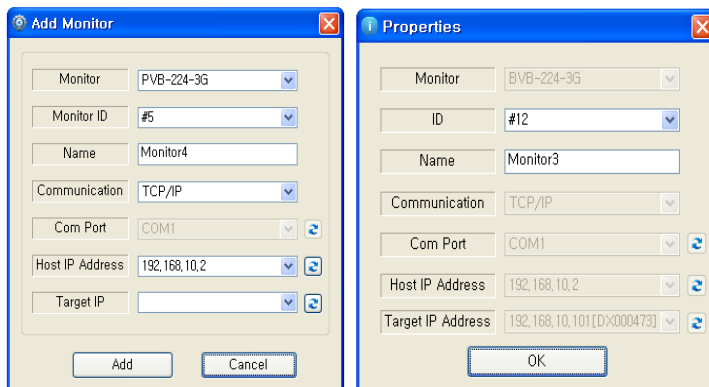 Add Monitor
Monitor PVB-224-3G
Monitor ID #5
Name Monitor4
Communication TCP/IP
Com Port COM1
Host IP Address 192,168,10,2
Target IP
Add Cancel
Properties
Monitor BVB-224-3G
ID #12
Name Monitor3
Communication TCP/IP
Com Port COM1
Host IP Address 192,168,10,2
Target IP Address 192,168,10,101[DX000473]
OK